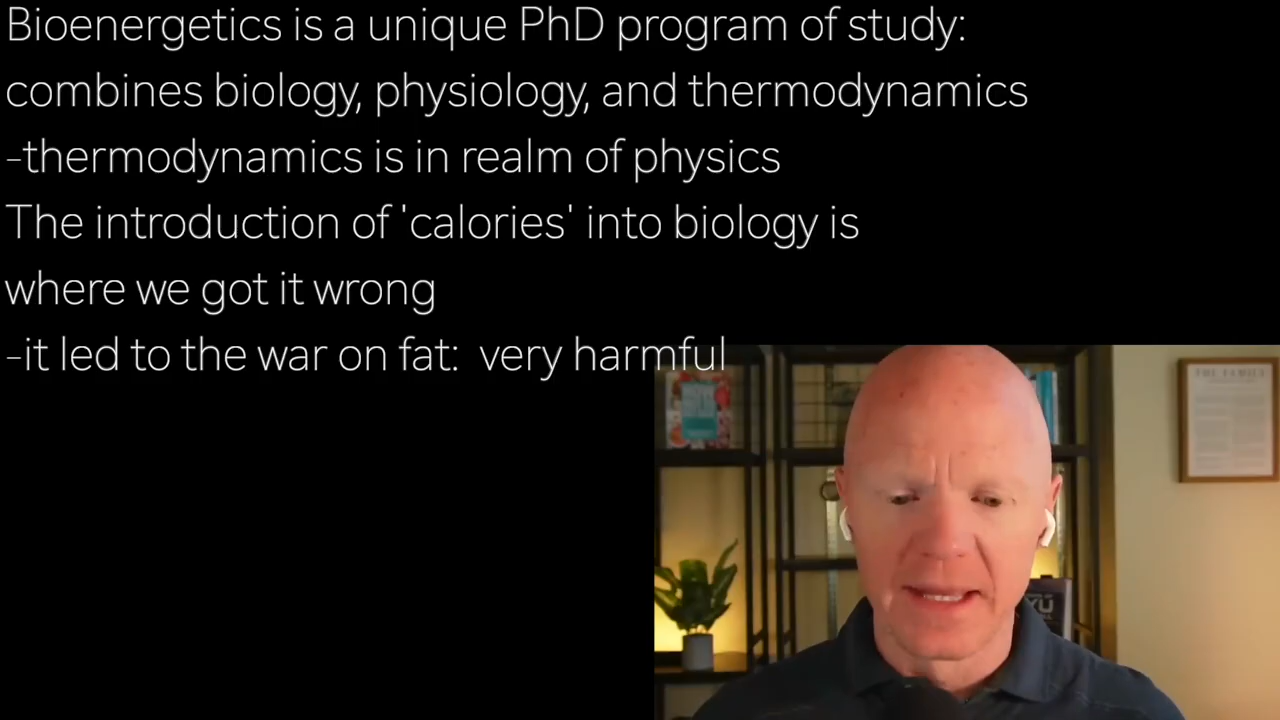 Bioenergetics is a unique PhD program of study:
combines biology, physiology, and thermodynamics
-thermodynamics is in realm of physics
The introduction of 'calories' into biology is
where we got it wrong
-it led to the war on fat:  very harmful
THE FAMILY